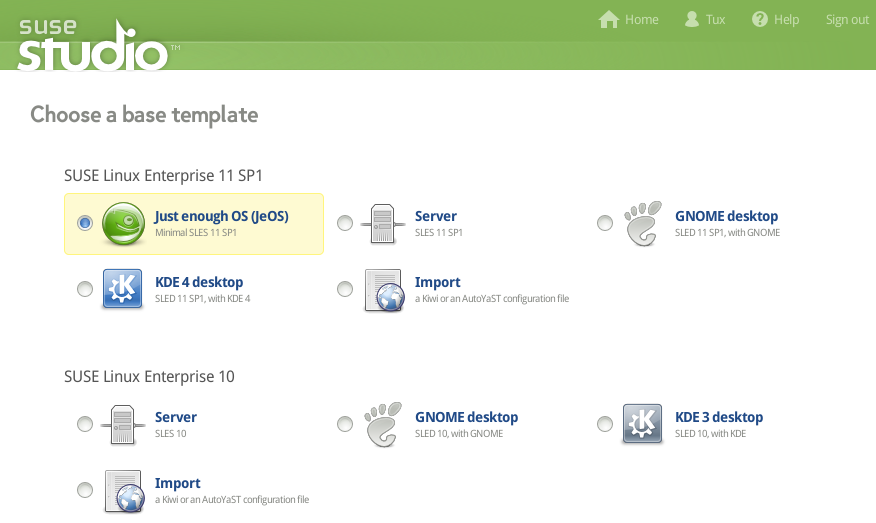 suse
studio™
Home Tux Help Sign out
Choose a base template
SUSE Linux Enterprise 11 SP1
Just enough OS (JeOS) Server GNOME desktop
Minimal SLES 11 SP1 SLES 11 SP1 SLED 11 SP1, with GNOME
KDE 4 desktop Import
SLED 11 SP1, with KDE 4 a Kiwi or an AutoYaST configuration file
SUSE Linux Enterprise 10
Server GNOME desktop KDE 3 desktop
SLES 10 SLED 10, with GNOME SLED 10, with KDE
Import
a Kiwi or an AutoYaST configuration file